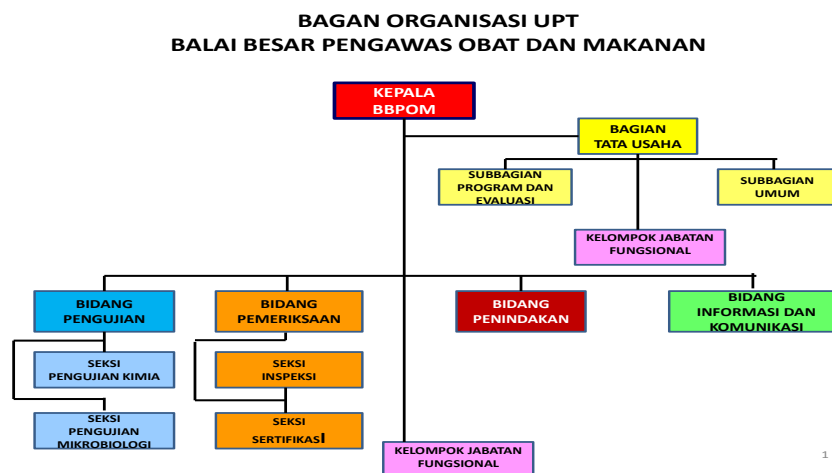 BAGAN ORGANISASI UPT
BALAI BESAR PENGAWAS OBAT DAN MAKANAN
KEPALA
BBPOM
BAGIAN
TATA USAHA
SUBBAGIAN
PROGRAM DAN
EVALUASI
SUBBAGIAN
UMUM
KELOMPOK JABATAN
FUNGSIONAL
BIDANG
PENGUJIAN
BIDANG
PEMERIKSAAN
BIDANG
PENINDAKAN
BIDANG
INFORMASI DAN
KOMUNIKASI
SEKSI
PENGUJIAN KIMIA
SEKSI
INSPEKSI
SEKSI
PENGUJIAN
MIKROBIOLOGI
SEKSI
SERTIFIKASi
KELOMPOK JABATAN
FUNGSIONAL
1